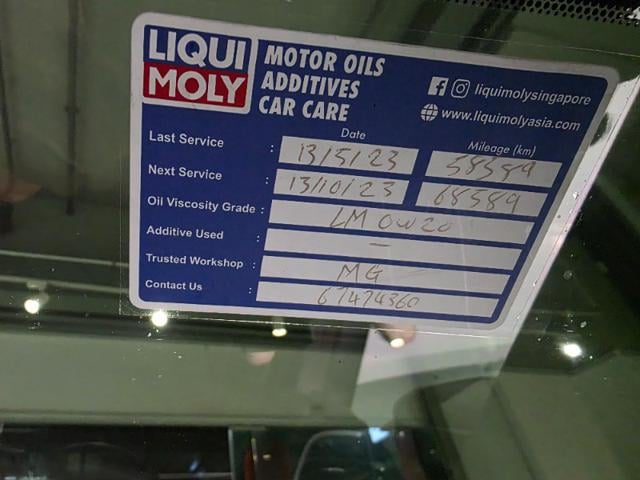 LIQUI MOLY
MOTOR OILS
ADDITIVES
CAR CARE
liquimolysingapore
www.liquimolyasia.com
Date Mileage (km)
Last Service : 13/5/23 58589
Next Service : 13/10/23 68589
Oil Viscosity Grade : LM 0W20
Additive Used : —
Trusted Workshop : MG
Contact Us : 67474360